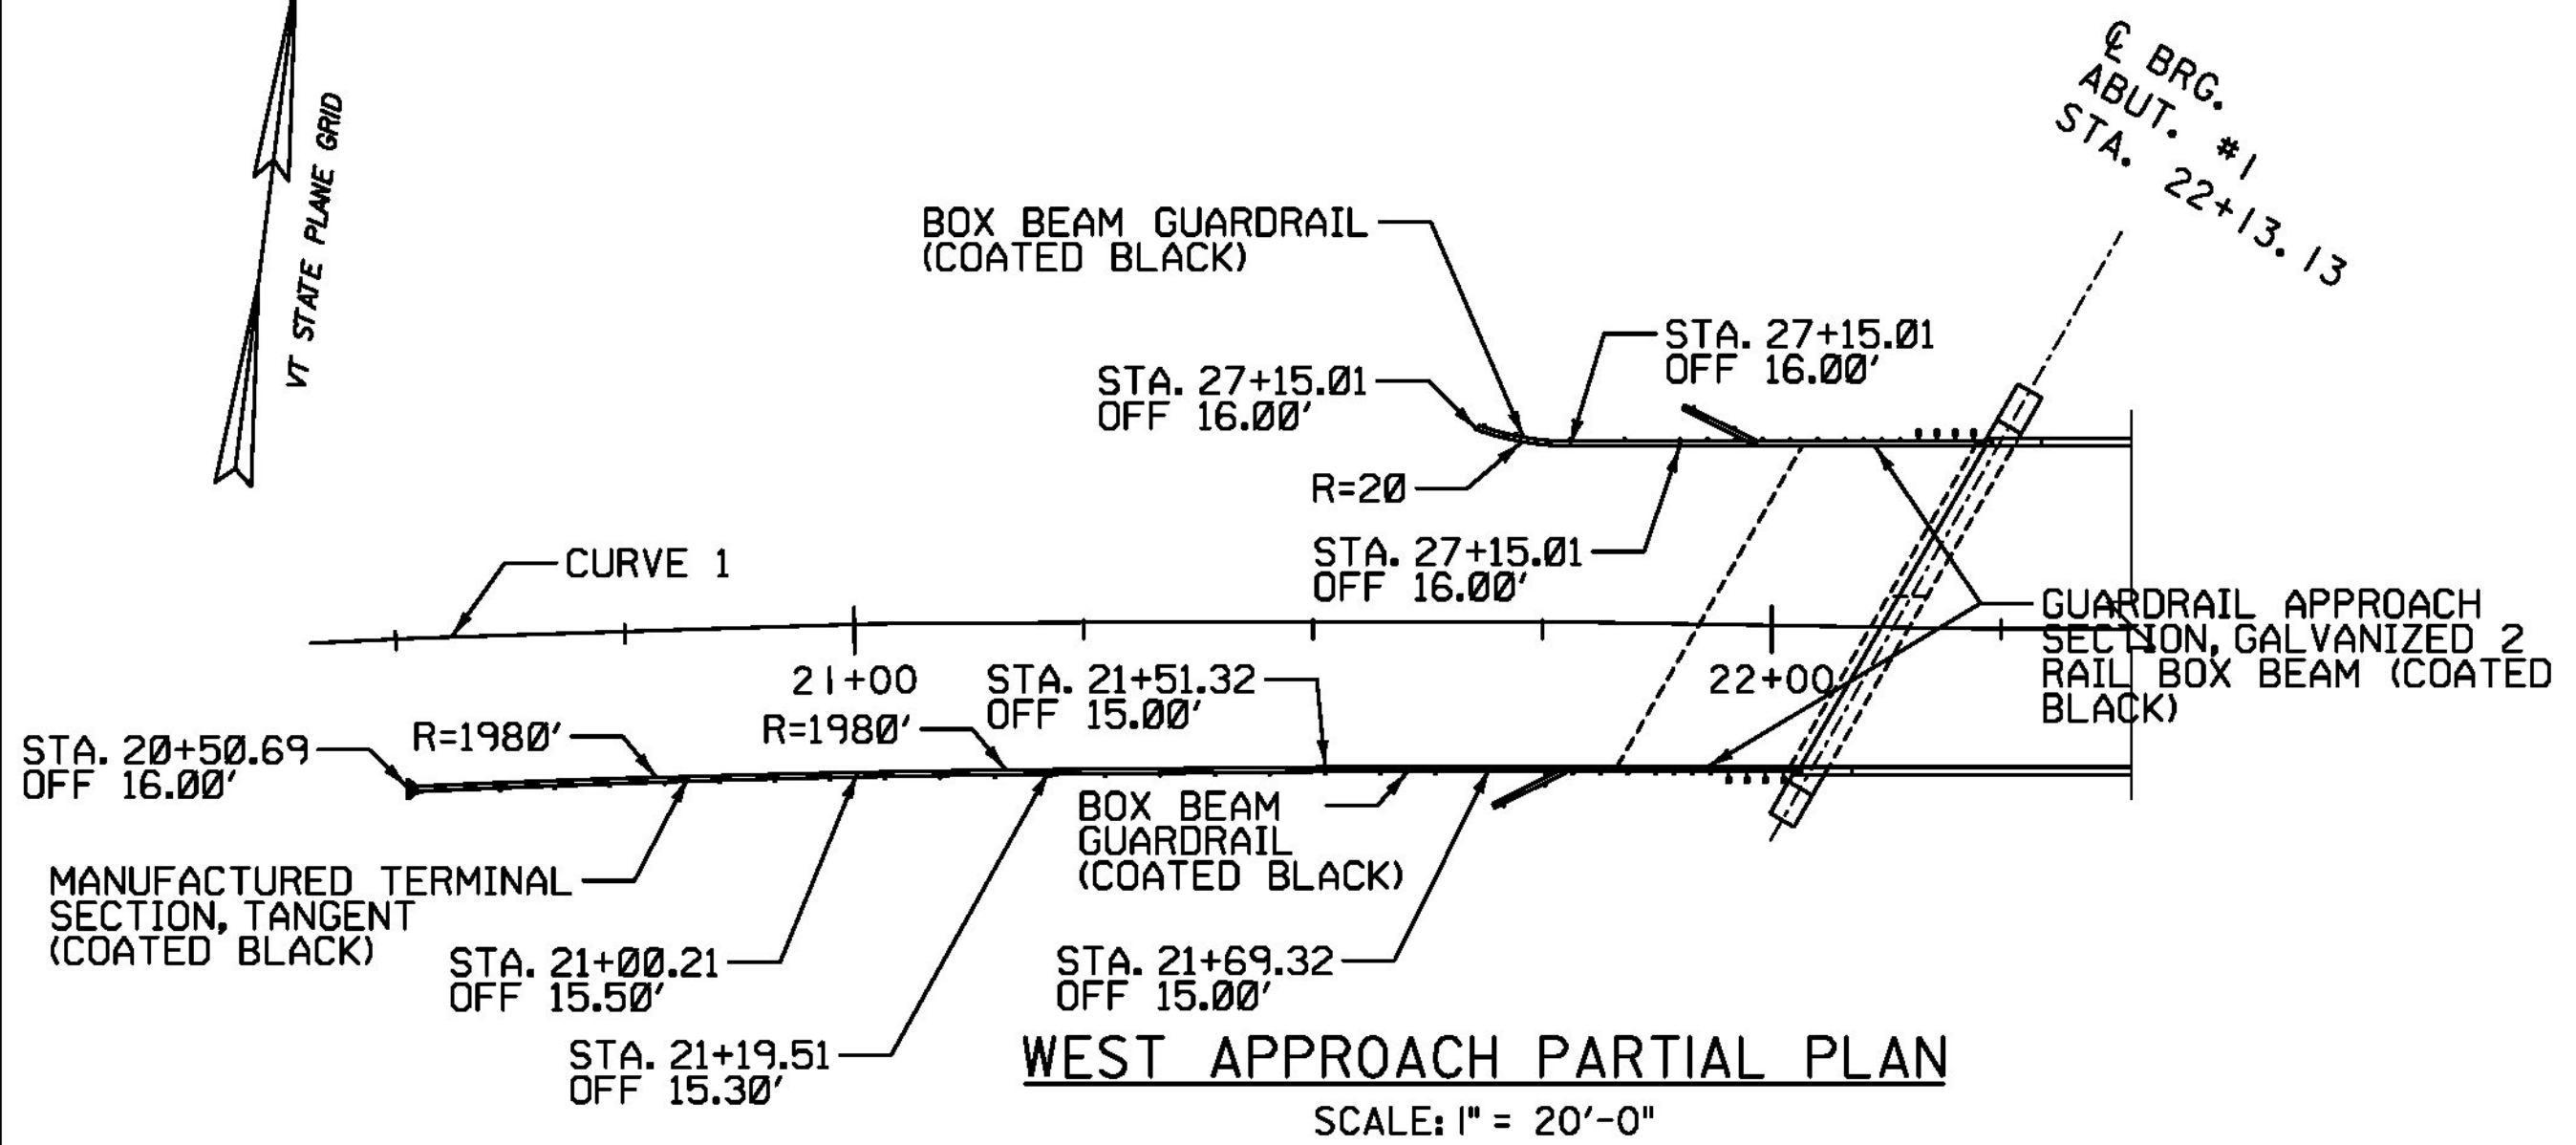 VT STATE PLANE GRID
℄ BRG.
ABUT. #1
STA. 22+13.13
BOX BEAM GUARDRAIL
(COATED BLACK)
STA. 27+15.01
OFF 16.00'
STA. 27+15.01
OFF 16.00'
R=20
STA. 27+15.01
OFF 16.00'
CURVE 1
GUARDRAIL APPROACH
SECTION, GALVANIZED 2
RAIL BOX BEAM (COATED
BLACK)
21+00
22+00
STA. 21+51.32
OFF 15.00'
R=1980'
R=1980'
STA. 20+50.69
OFF 16.00'
BOX BEAM
GUARDRAIL
(COATED BLACK)
MANUFACTURED TERMINAL
SECTION, TANGENT
(COATED BLACK)
STA. 21+00.21
OFF 15.50'
STA. 21+69.32
OFF 15.00'
STA. 21+19.51
OFF 15.30'
WEST APPROACH PARTIAL PLAN
SCALE: 1" = 20'-0"